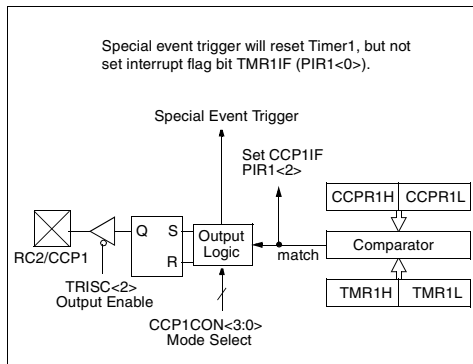 Special event trigger will reset Timer1, but not
set interrupt flag bit TMR1IF (PIR1<0>).
Special Event Trigger
Set CCP1IF
PIR1<2>
CCPR1H CCPR1L
Q S Output
R Logic
match
Comparator
RC2/CCP1
TRISC<2>
Output Enable
TMR1H TMR1L
CCP1CON<3:0>
Mode Select